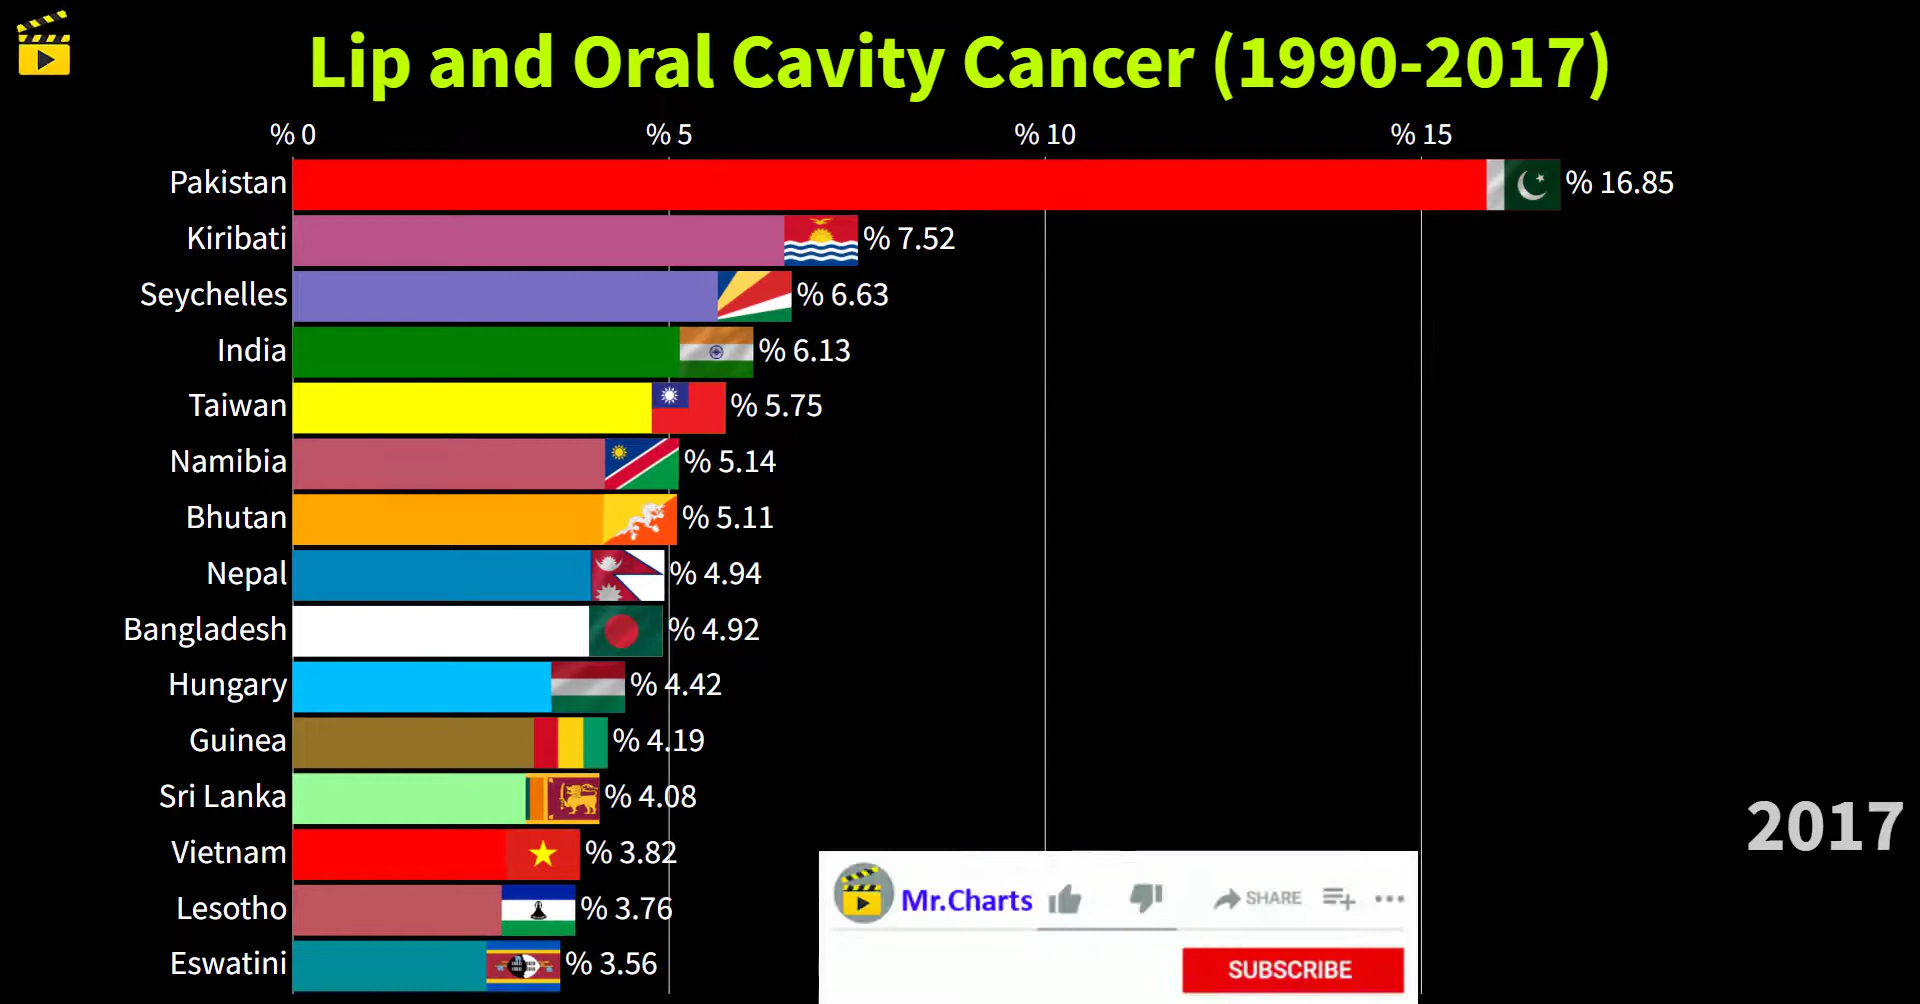 Lip and Oral Cavity Cancer (1990-2017)
% 0 % 5 % 10 % 15
Pakistan % 16.85
Kiribati % 7.52
Seychelles % 6.63
India % 6.13
Taiwan % 5.75
Namibia % 5.14
Bhutan % 5.11
Nepal % 4.94
Bangladesh % 4.92
Hungary % 4.42
Guinea % 4.19
Sri Lanka % 4.08
2017
Vietnam % 3.82
Mr.Charts SHARE
Lesotho % 3.76
Eswatini % 3.56
SUBSCRIBE